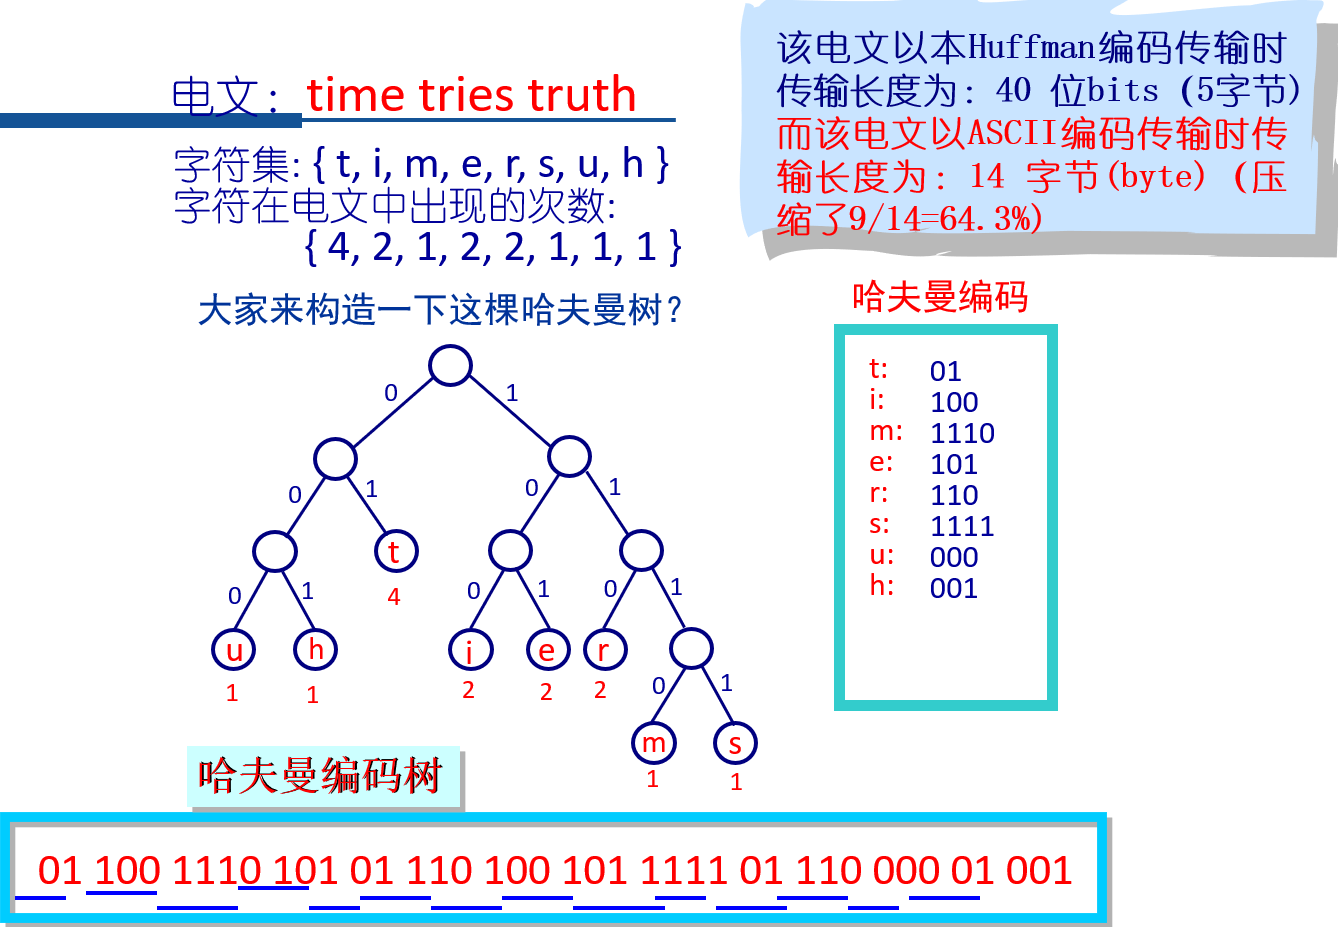 电文: time tries truth
字符集: { t, i, m, e, r, s, u, h }
字符在电文中出现的次数:
{ 4, 2, 1, 2, 2, 1, 1, 1 }
该电文以本Huffman编码传输时
传输长度为: 40 位bits (5字节)
而该电文以ASCII编码传输时传
输长度为: 14 字节(byte) (压
缩了9/14=64.3%)
大家来构造一下这棵哈夫曼树?
0 1
0 1 0 1
t
4
0 1 0 1 0 1
u h i e r
1 1 2 2 2
0 1
m s
1 1
哈夫曼编码
t: 01
i: 100
m: 1110
e: 101
r: 110
s: 1111
u: 000
h: 001
哈夫曼编码树
01 100 1110 101 01 110 100 101 1111 01 110 000 01 001